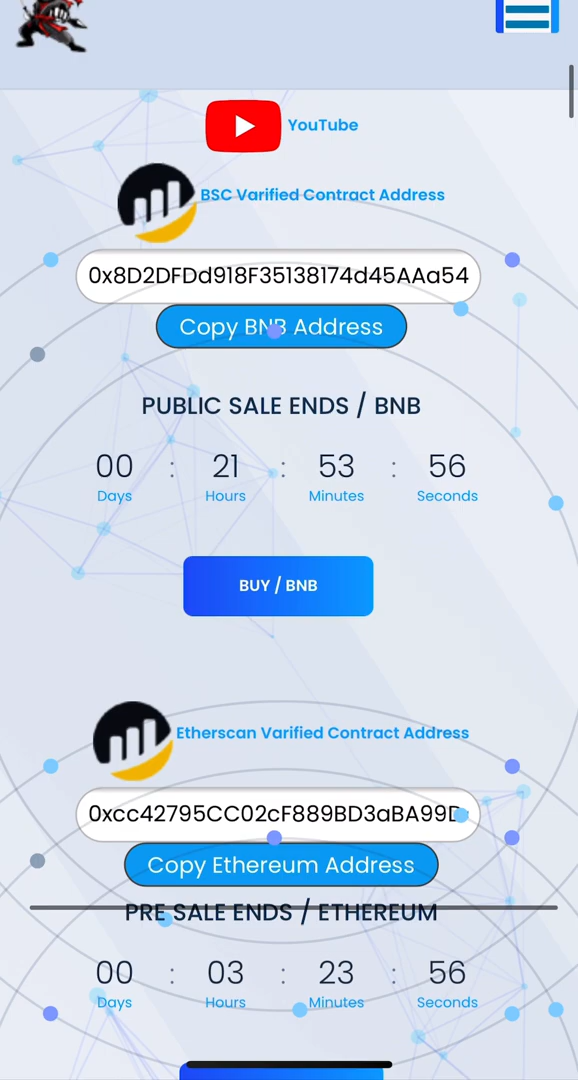 YouTube
BSC Varified Contract Address
0x8D2DFDd918F35138174d45AAa54
Copy BNB Address
PUBLIC SALE ENDS / BNB
00 : 21 : 53 : 56
Days Hours Minutes Seconds
BUY / BNB
Etherscan Varified Contract Address
0xcc42795CC02cF889BD3aBA99D
Copy Ethereum Address
PRE SALE ENDS / ETHEREUM
00 : 03 : 23 : 56
Days Hours Minutes Seconds